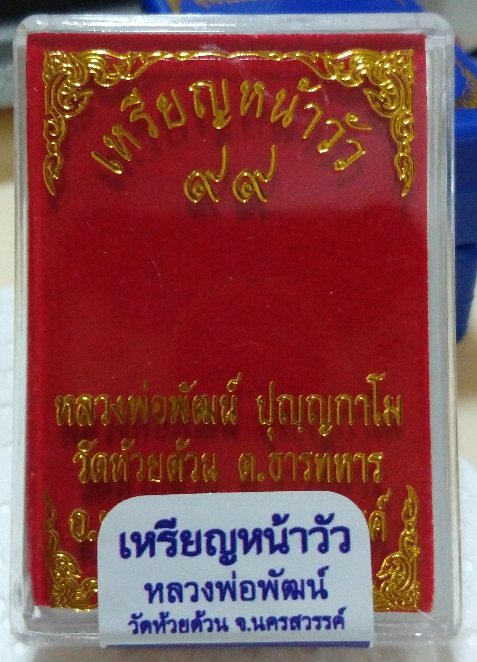 เหรียญหน้าวัว
๙๙
หลวงพ่อพัฒน์ ปุญฺญกาโม
วัดห้วยด้วน ต.ธารทหาร
อ.
เหรียญหน้าวัว
หลวงพ่อพัฒน์
วัดห้วยด้วน จ.นครสวรรค์